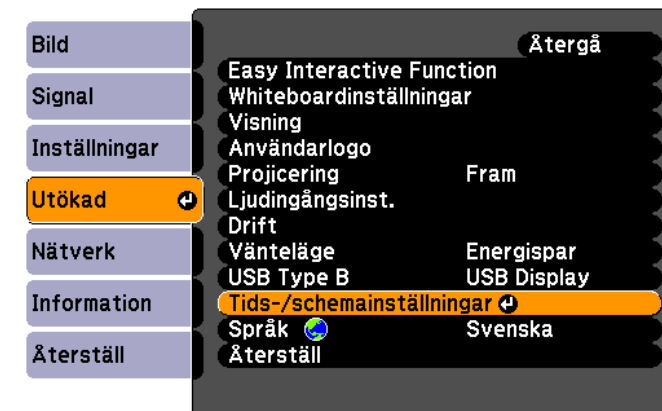 Bild
Signal
Inställningar
Utökad
Nätverk
Information
Återställ
Återgå
Easy Interactive Function
Whiteboardinställningar
Visning
Användarlogo
Projicering Fram
Ljudingångsinst.
Drift
Vänteläge Energispar
USB Type B USB Display
Tids-/schemainställningar
Språk Svenska
Återställ